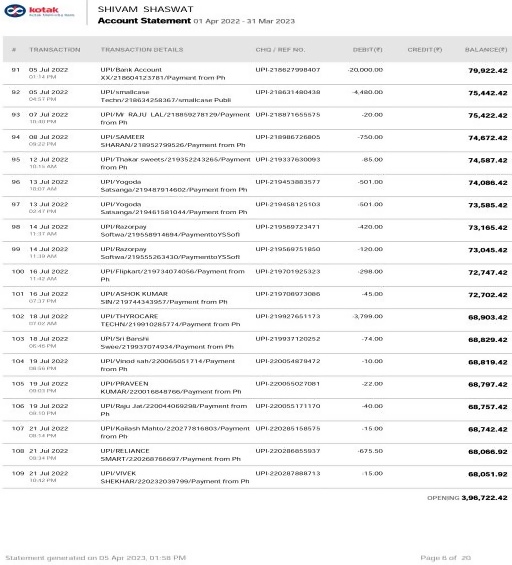 kotak
Kotak Mahindra Bank
SHIVAM SHASWAT
Account Statement 01 Apr 2022 - 31 Mar 2023
# TRANSACTION TRANSACTION DETAILS CHQ / REF NO. DEBIT(₹) CREDIT(₹) BALANCE(₹)
91 05 Jul 2022 UPI/Bank Account UPI-218627998407 -20,000.00 79,922.42
01:14 PM XX/218604123781/Payment from Ph
92 05 Jul 2022 UPI/smallcase UPI-218631480438 -4,480.00 75,442.42
04:57 PM Techno/218634258367/smallcase Publi
93 07 Jul 2022 UPI/Mr RAJU LAL/218859278129/Payment UPI-218871655575 -20.00 75,422.42
10:40 PM from Ph
94 08 Jul 2022 UPI/SAMEER UPI-218986726805 -750.00 74,672.42
09:22 PM SHARAN/218952799526/Payment from Ph
95 12 Jul 2022 UPI/Thakar sweets/219352243265/Payment UPI-219337630093 -85.00 74,587.42
10:15 AM from Ph
96 13 Jul 2022 UPI/Yogoda UPI-219453883577 -501.00 74,086.42
10:07 AM Satsanga/219487914602/Payment from Ph
97 13 Jul 2022 UPI/Yogoda UPI-219458125103 -501.00 73,585.42
02:47 PM Satsanga/219461581044/Payment from Ph
98 14 Jul 2022 UPI/Razorpay UPI-219569723471 -420.00 73,165.42
11:37 AM Softwa/219558914694/PaymenttoYSSofI
99 14 Jul 2022 UPI/Razorpay UPI-219569751850 -120.00 73,045.42
11:39 AM Softwa/219555263430/PaymenttoYSSofI
100 16 Jul 2022 UPI/Flipkart/219734074056/Payment from UPI-219701925323 -298.00 72,747.42
11:42 AM Ph
101 16 Jul 2022 UPI/ASHOK KUMAR UPI-219708973086 -45.00 72,702.42
07:37 PM SIN/219744343957/Payment from Ph
102 18 Jul 2022 UPI/THYROCARE UPI-219927651173 -3,799.00 68,903.42
07:02 AM TECHN/219910285774/Payment from Ph
103 18 Jul 2022 UPI/Sri Banshi UPI-219937120252 -74.00 68,829.42
06:46 PM Swee/219937074934/Payment from Ph
104 19 Jul 2022 UPI/Vinod sah/220065051714/Payment UPI-220054879472 -10.00 68,819.42
08:56 PM from Ph
105 19 Jul 2022 UPI/PRAVEEN UPI-220055027081 -22.00 68,797.42
09:03 PM KUMAR/220016848766/Payment from Ph
106 19 Jul 2022 UPI/Raju Jat/220044069298/Payment from UPI-220055171170 -40.00 68,757.42
09:10 PM Ph
107 21 Jul 2022 UPI/Kailash Mahto/220277816803/Payment UPI-220285158575 -15.00 68,742.42
08:14 PM from Ph
108 21 Jul 2022 UPI/RELIANCE UPI-220286855937 -675.50 68,066.92
09:34 PM SMART/220268766697/Payment from Ph
109 21 Jul 2022 UPI/VIVEK UPI-220287888713 -15.00 68,051.92
10:42 PM SHEKHAR/220232039799/Payment from Ph
OPENING 3,96,722.42
Statement generated on 05 Apr 2023, 01:58 PM Page 6 of 20